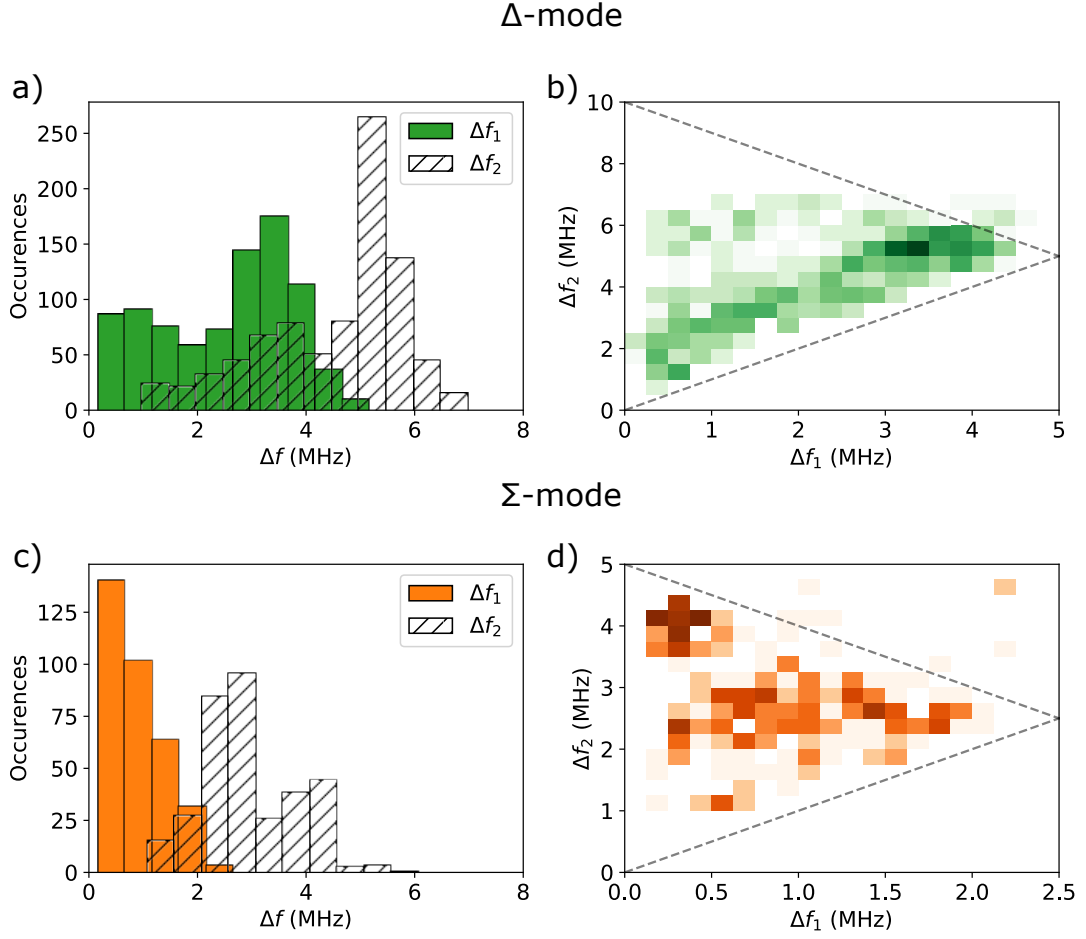 Δ-mode
a)
Occurences
250
200
150
100
50
0
0 2 4 6 8
Δf (MHz)
Δf₁
Δf₂
b)
Δf₂ (MHz)
10
8
6
4
2
0
0 1 2 3 4 5
Δf₁ (MHz)
Σ-mode
c)
Occurences
125
100
75
50
25
0
0 2 4 6 8
Δf (MHz)
Δf₁
Δf₂
d)
Δf₂ (MHz)
5
4
3
2
1
0
0.0 0.5 1.0 1.5 2.0 2.5
Δf₁ (MHz)